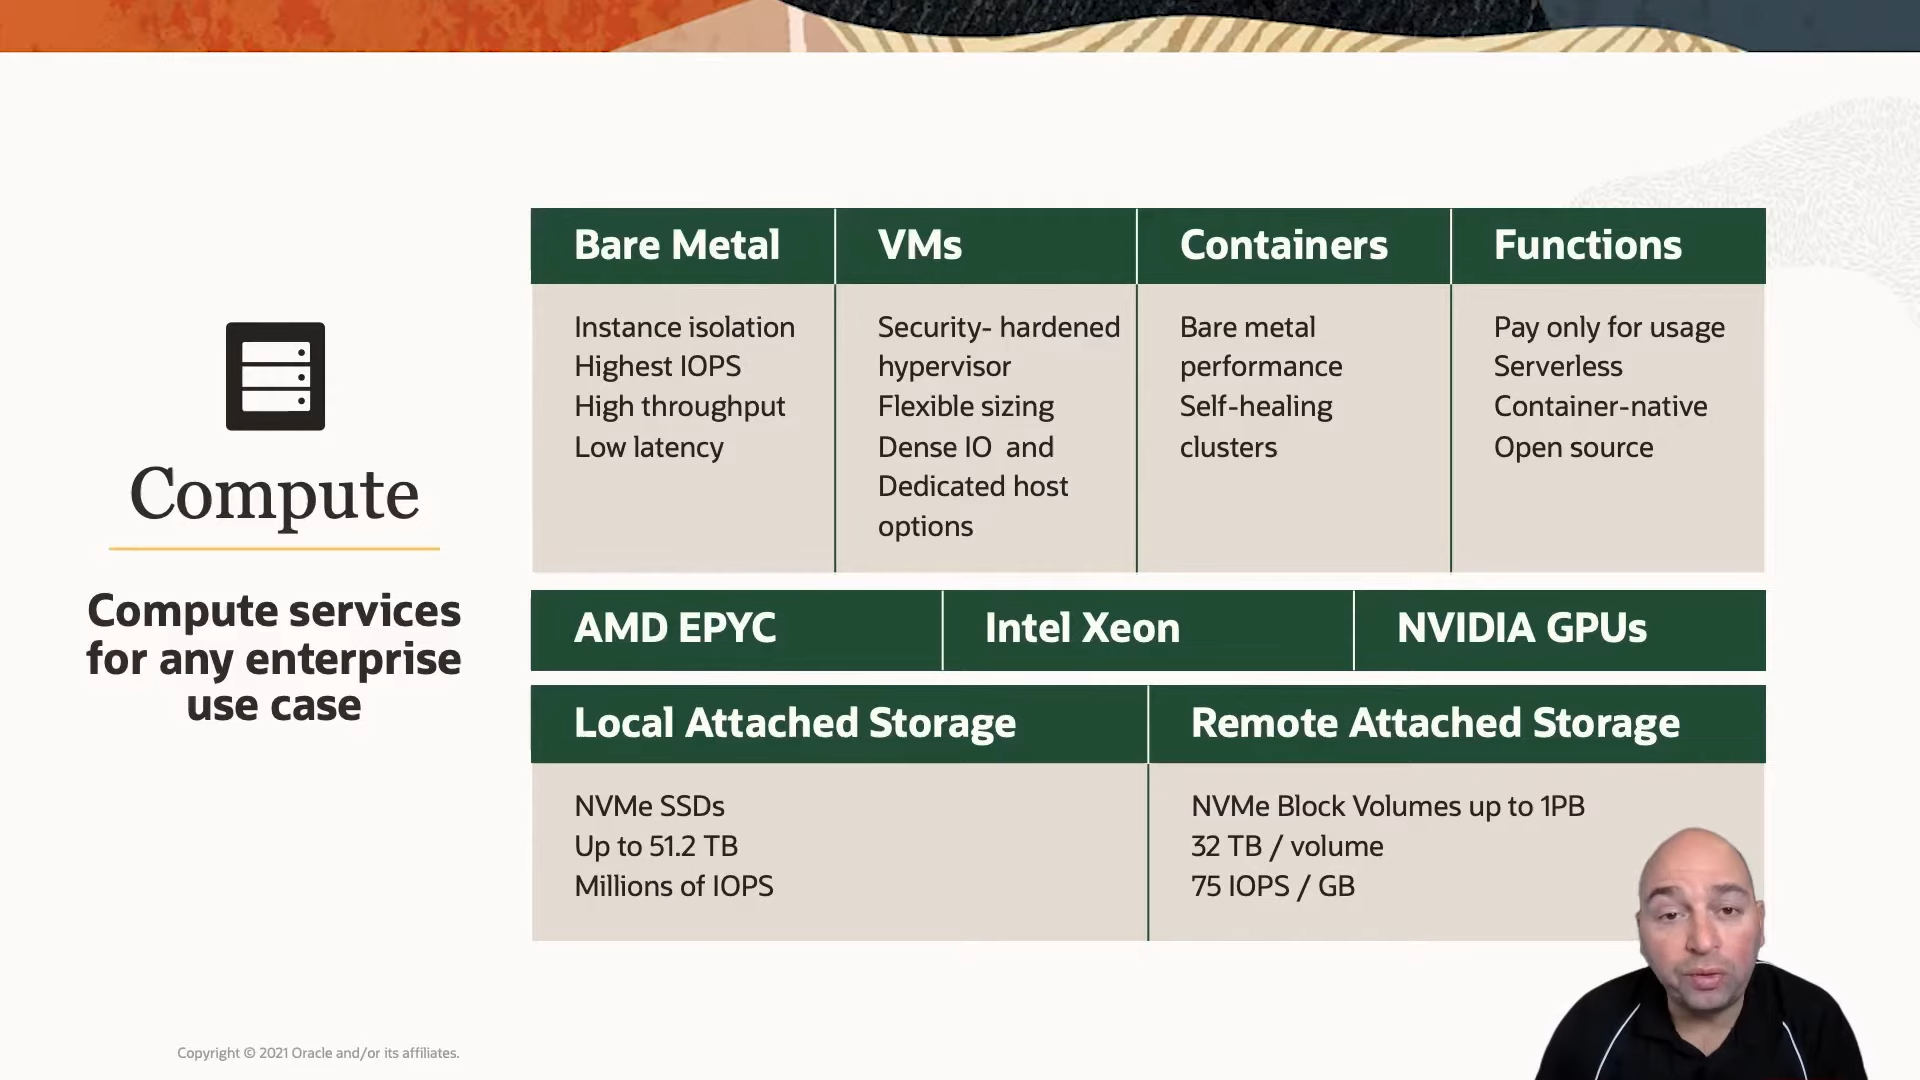 Compute
Compute services
for any enterprise
use case
Bare Metal
Instance isolation
Highest IOPS
High throughput
Low latency
VMs
Security- hardened
hypervisor
Flexible sizing
Dense IO and
Dedicated host
options
Containers
Bare metal
performance
Self-healing
clusters
Functions
Pay only for usage
Serverless
Container-native
Open source
AMD EPYC
Intel Xeon
NVIDIA GPUs
Local Attached Storage
NVMe SSDs
Up to 51.2 TB
Millions of IOPS
Remote Attached Storage
NVMe Block Volumes up to 1PB
32 TB / volume
75 IOPS / GB
Copyright © 2021 Oracle and/or its affiliates.